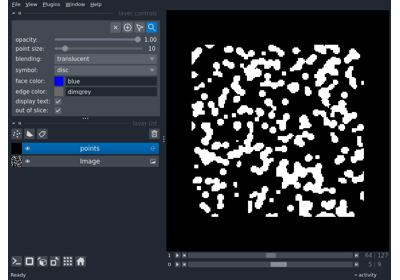 File View Plugins Window Help
layer controls
opacity: 1.00
point size: 10
blending: translucent
symbol: disc
face color: blue
edge color: dimgrey
display text:
out of slice:
layer list
points
Image
1 64 127
0 5 9
Ready activity